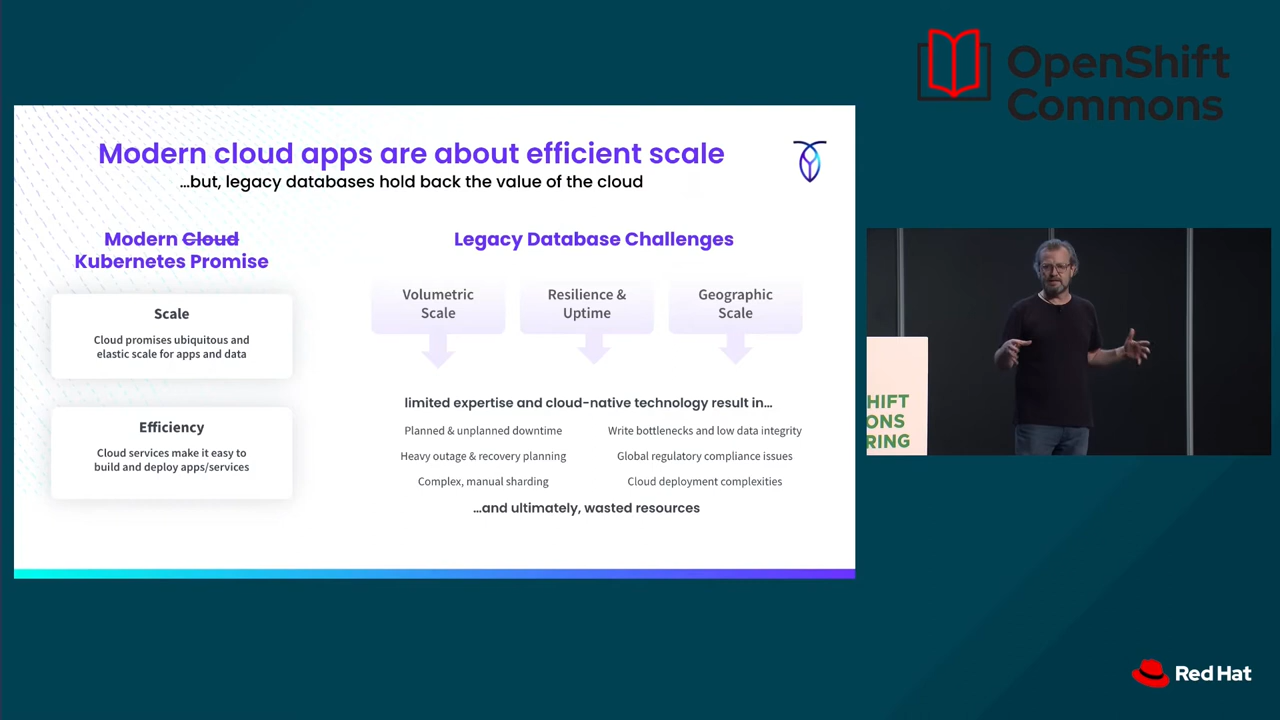 OpenShift
Commons
Modern cloud apps are about efficient scale
...but, legacy databases hold back the value of the cloud
Modern Cloud
Kubernetes Promise
Scale
Cloud promises ubiquitous and
elastic scale for apps and data
Efficiency
Cloud services make it easy to
build and deploy apps/services
Legacy Database Challenges
Volumetric
Scale
Resilience &
Uptime
Geographic
Scale
limited expertise and cloud-native technology result in...
Planned & unplanned downtime
Write bottlenecks and low data integrity
Heavy outage & recovery planning
Global regulatory compliance issues
Complex, manual sharding
Cloud deployment complexities
...and ultimately, wasted resources
HIFT
ONS
RING
Red Hat